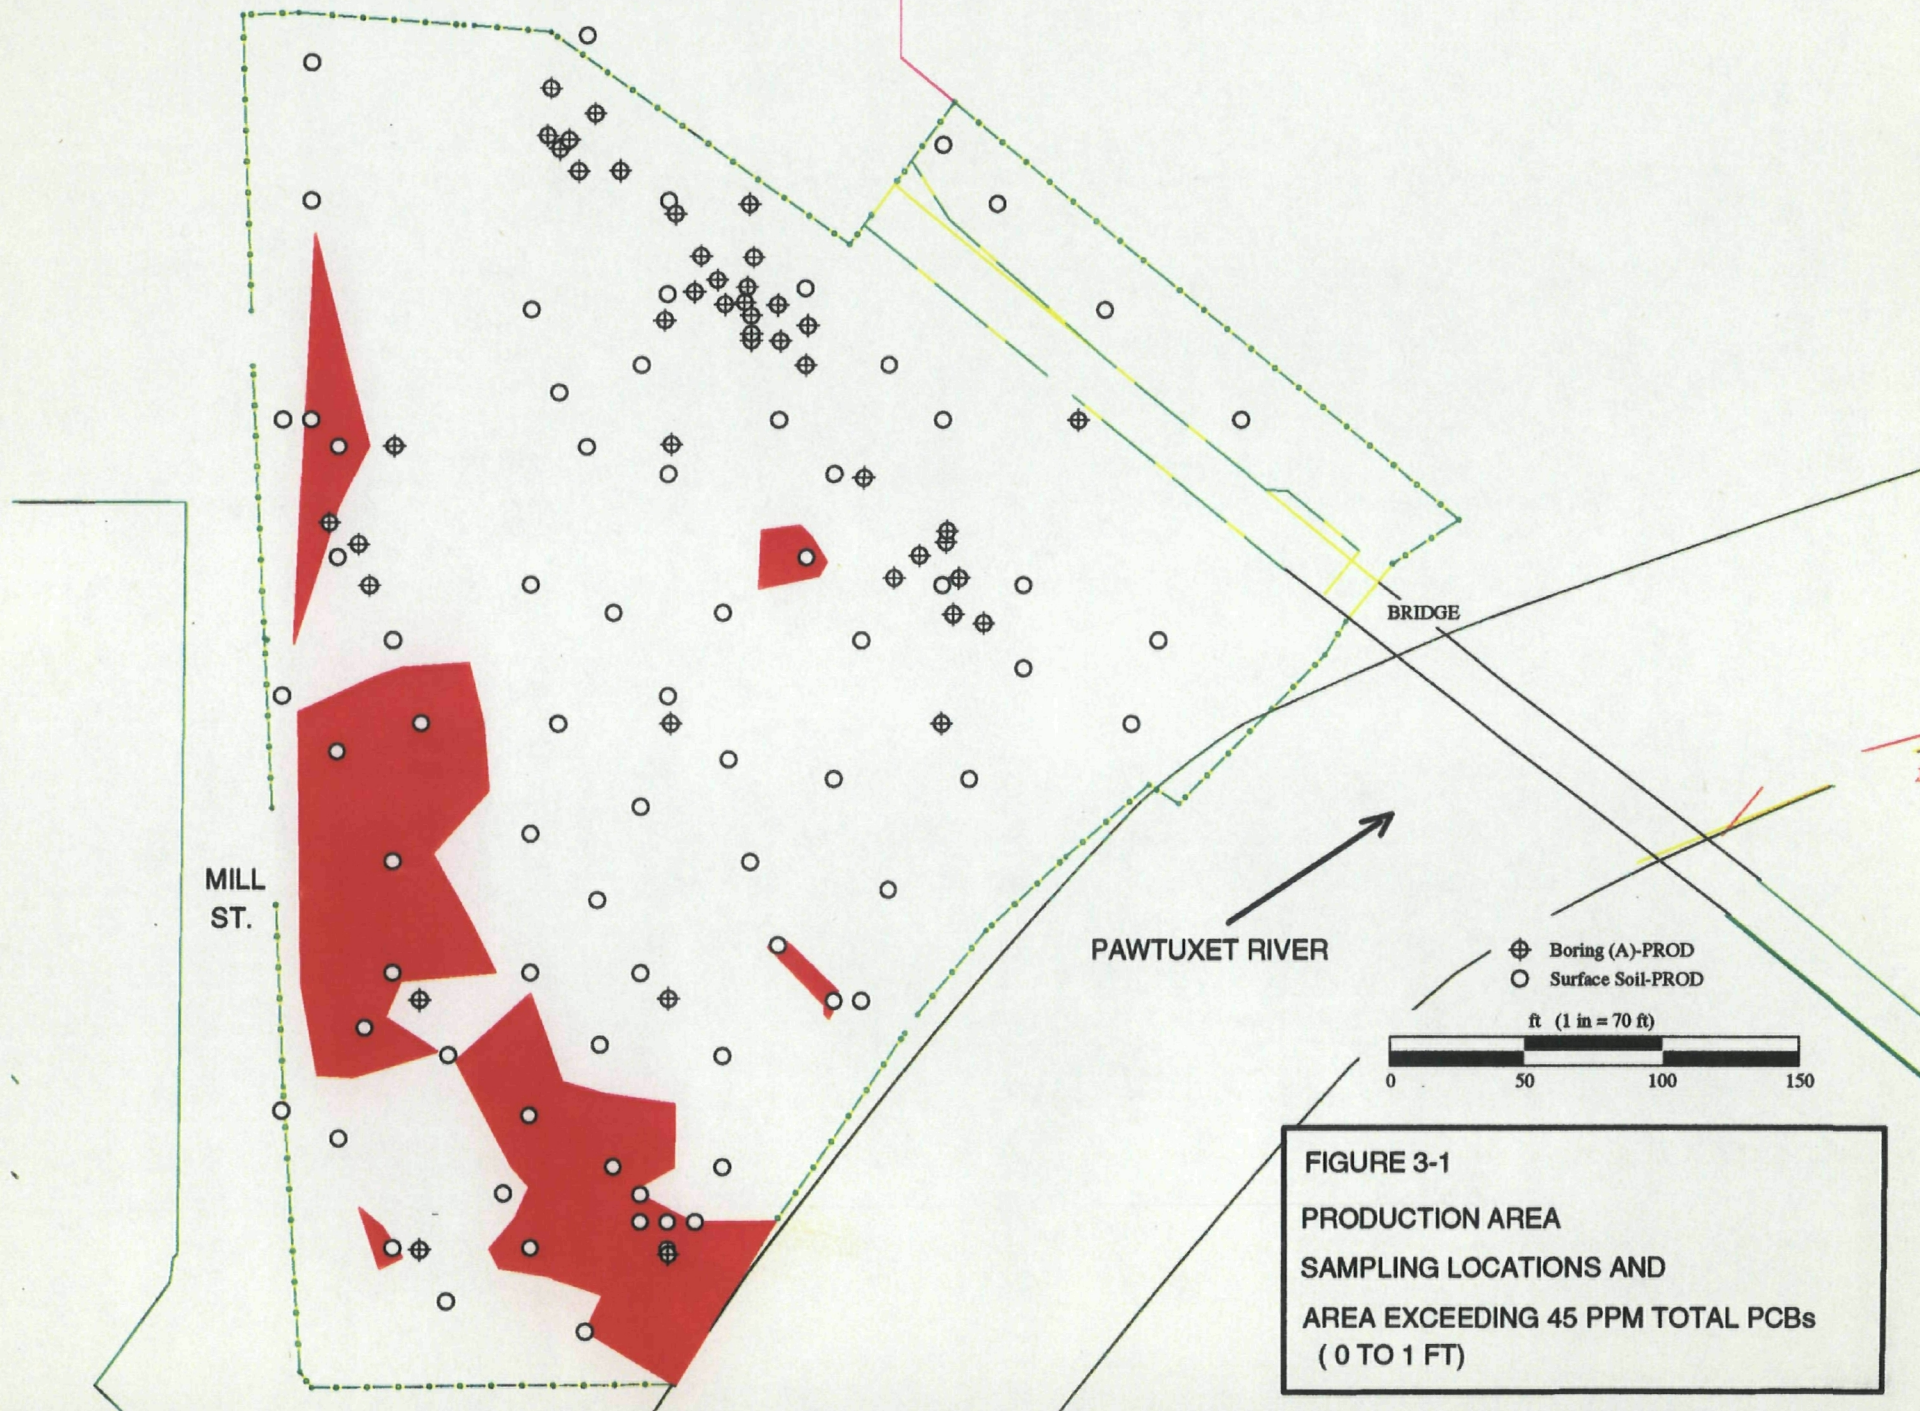 BRIDGE
MILL
ST.
PAWTUXET RIVER
Boring (A)-PROD
Surface Soil-PROD
ft (1 in = 70 ft)
0 50 100 150
FIGURE 3-1
PRODUCTION AREA
SAMPLING LOCATIONS AND
AREA EXCEEDING 45 PPM TOTAL PCBs
( 0 TO 1 FT)